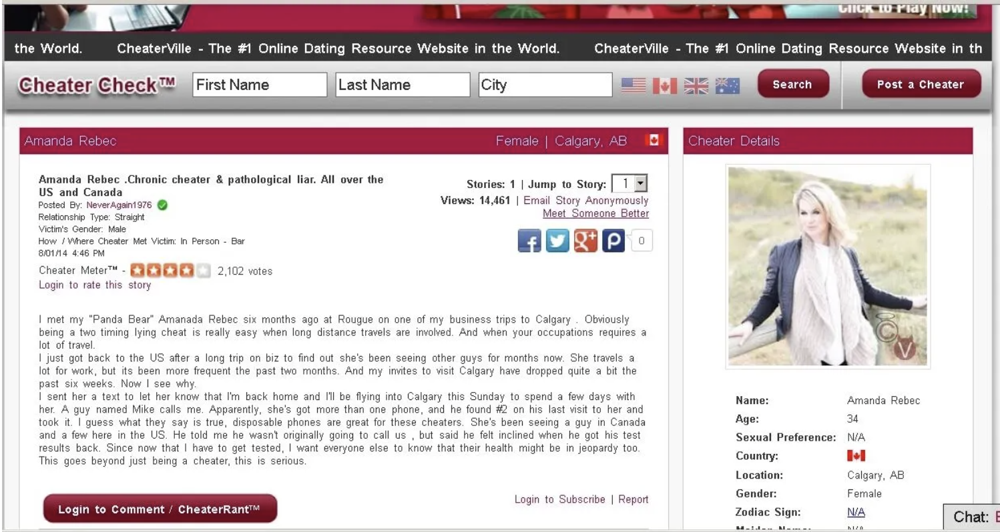 Click to Play Now!
the World. CheaterVille - The #1 Online Dating Resource Website in the World. CheaterVille - The #1 Online Dating Resource Website in th
Cheater Check™ First Name Last Name City Search Post a Cheater
Amanda Rebec Female | Calgary, AB
Amanda Rebec .Chronic cheater & pathological liar. All over the
US and Canada
Posted By: NeverAgain1976
Relationship Type: Straight
Victim's Gender: Male
How / Where Cheater Met Victim: In Person - Bar
8/01/14 4:46 PM
Cheater Meter™ - 2,102 votes
Login to rate this story
Stories: 1 | Jump to Story: 1
Views: 14,461 | Email Story Anonymously
Meet Someone Better
0
I met my "Panda Bear" Amanada Rebec six months ago at Rougue on one of my business trips to Calgary . Obviously
being a two timing lying cheat is really easy when long distance travels are involved. And when your occupations requires a
lot of travel.
I just got back to the US after a long trip on biz to find out she's been seeing other guys for months now. She travels a
lot for work, but its been more frequent the past two months. And my invites to visit Calgary have dropped quite a bit the
past six weeks. Now I see why.
I sent her a text to let her know that I'm back home and I'll be flying into Calgary this Sunday to spend a few days with
her. A guy named Mike calls me. Apparently, she's got more than one phone, and he found #2 on his last visit to her and
took it. I guess what they say is true, disposable phones are great for these cheaters. She's been seeing a guy in Canada
and a few here in the US. He told me he wasn't originally going to call us , but said he felt inclined when he got his test
results back. Since now that I have to get tested, I want everyone else to know that their health might be in jeopardy too.
This goes beyond just being a cheater, this is serious.
Login to Comment / CheaterRant™
Login to Subscribe | Report
Cheater Details
C
V
Name: Amanda Rebec
Age: 34
Sexual Preference: N/A
Country:
Location: Calgary, AB
Gender: Female
Zodiac Sign: N/A
Maiden Name: N/A
Chat: